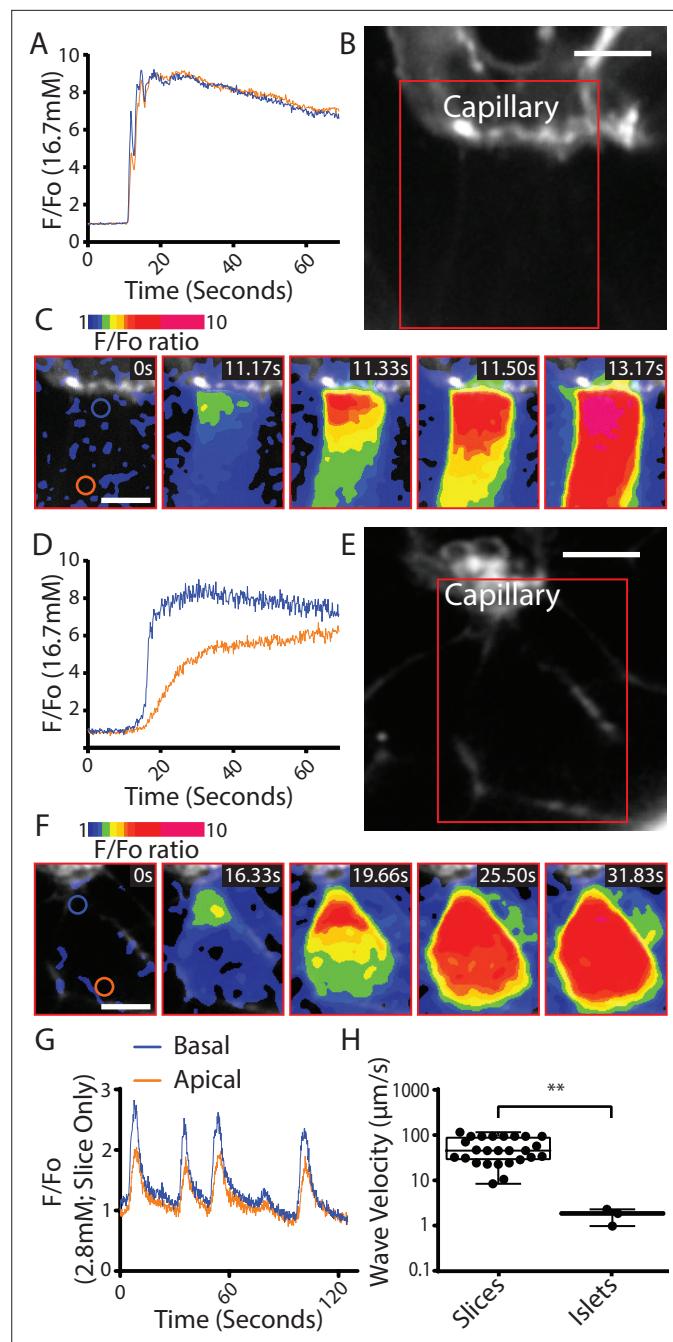 A
F/Fo (16.7mM)
10
8
6
4
2
0
0
20
40
60
Time (Seconds)
B
Capillary
C
1
10
F/Fo ratio
0s
11.17s
11.33s
11.50s
13.17s
D
F/Fo (16.7mM)
10
8
6
4
2
0
20
40
60
Time (Seconds)
E
Capillary
F
1
10
F/Fo ratio
0s
16.33s
19.66s
25.50s
31.83s
G
Basal
Apical
F/Fo
(2.8mM; Slice Only)
3
2
1
0
0
60
120
Time (Seconds)
H
**
Wave Velocity (µm/s)
1000
100
10
1
0.1
Slices
Islets